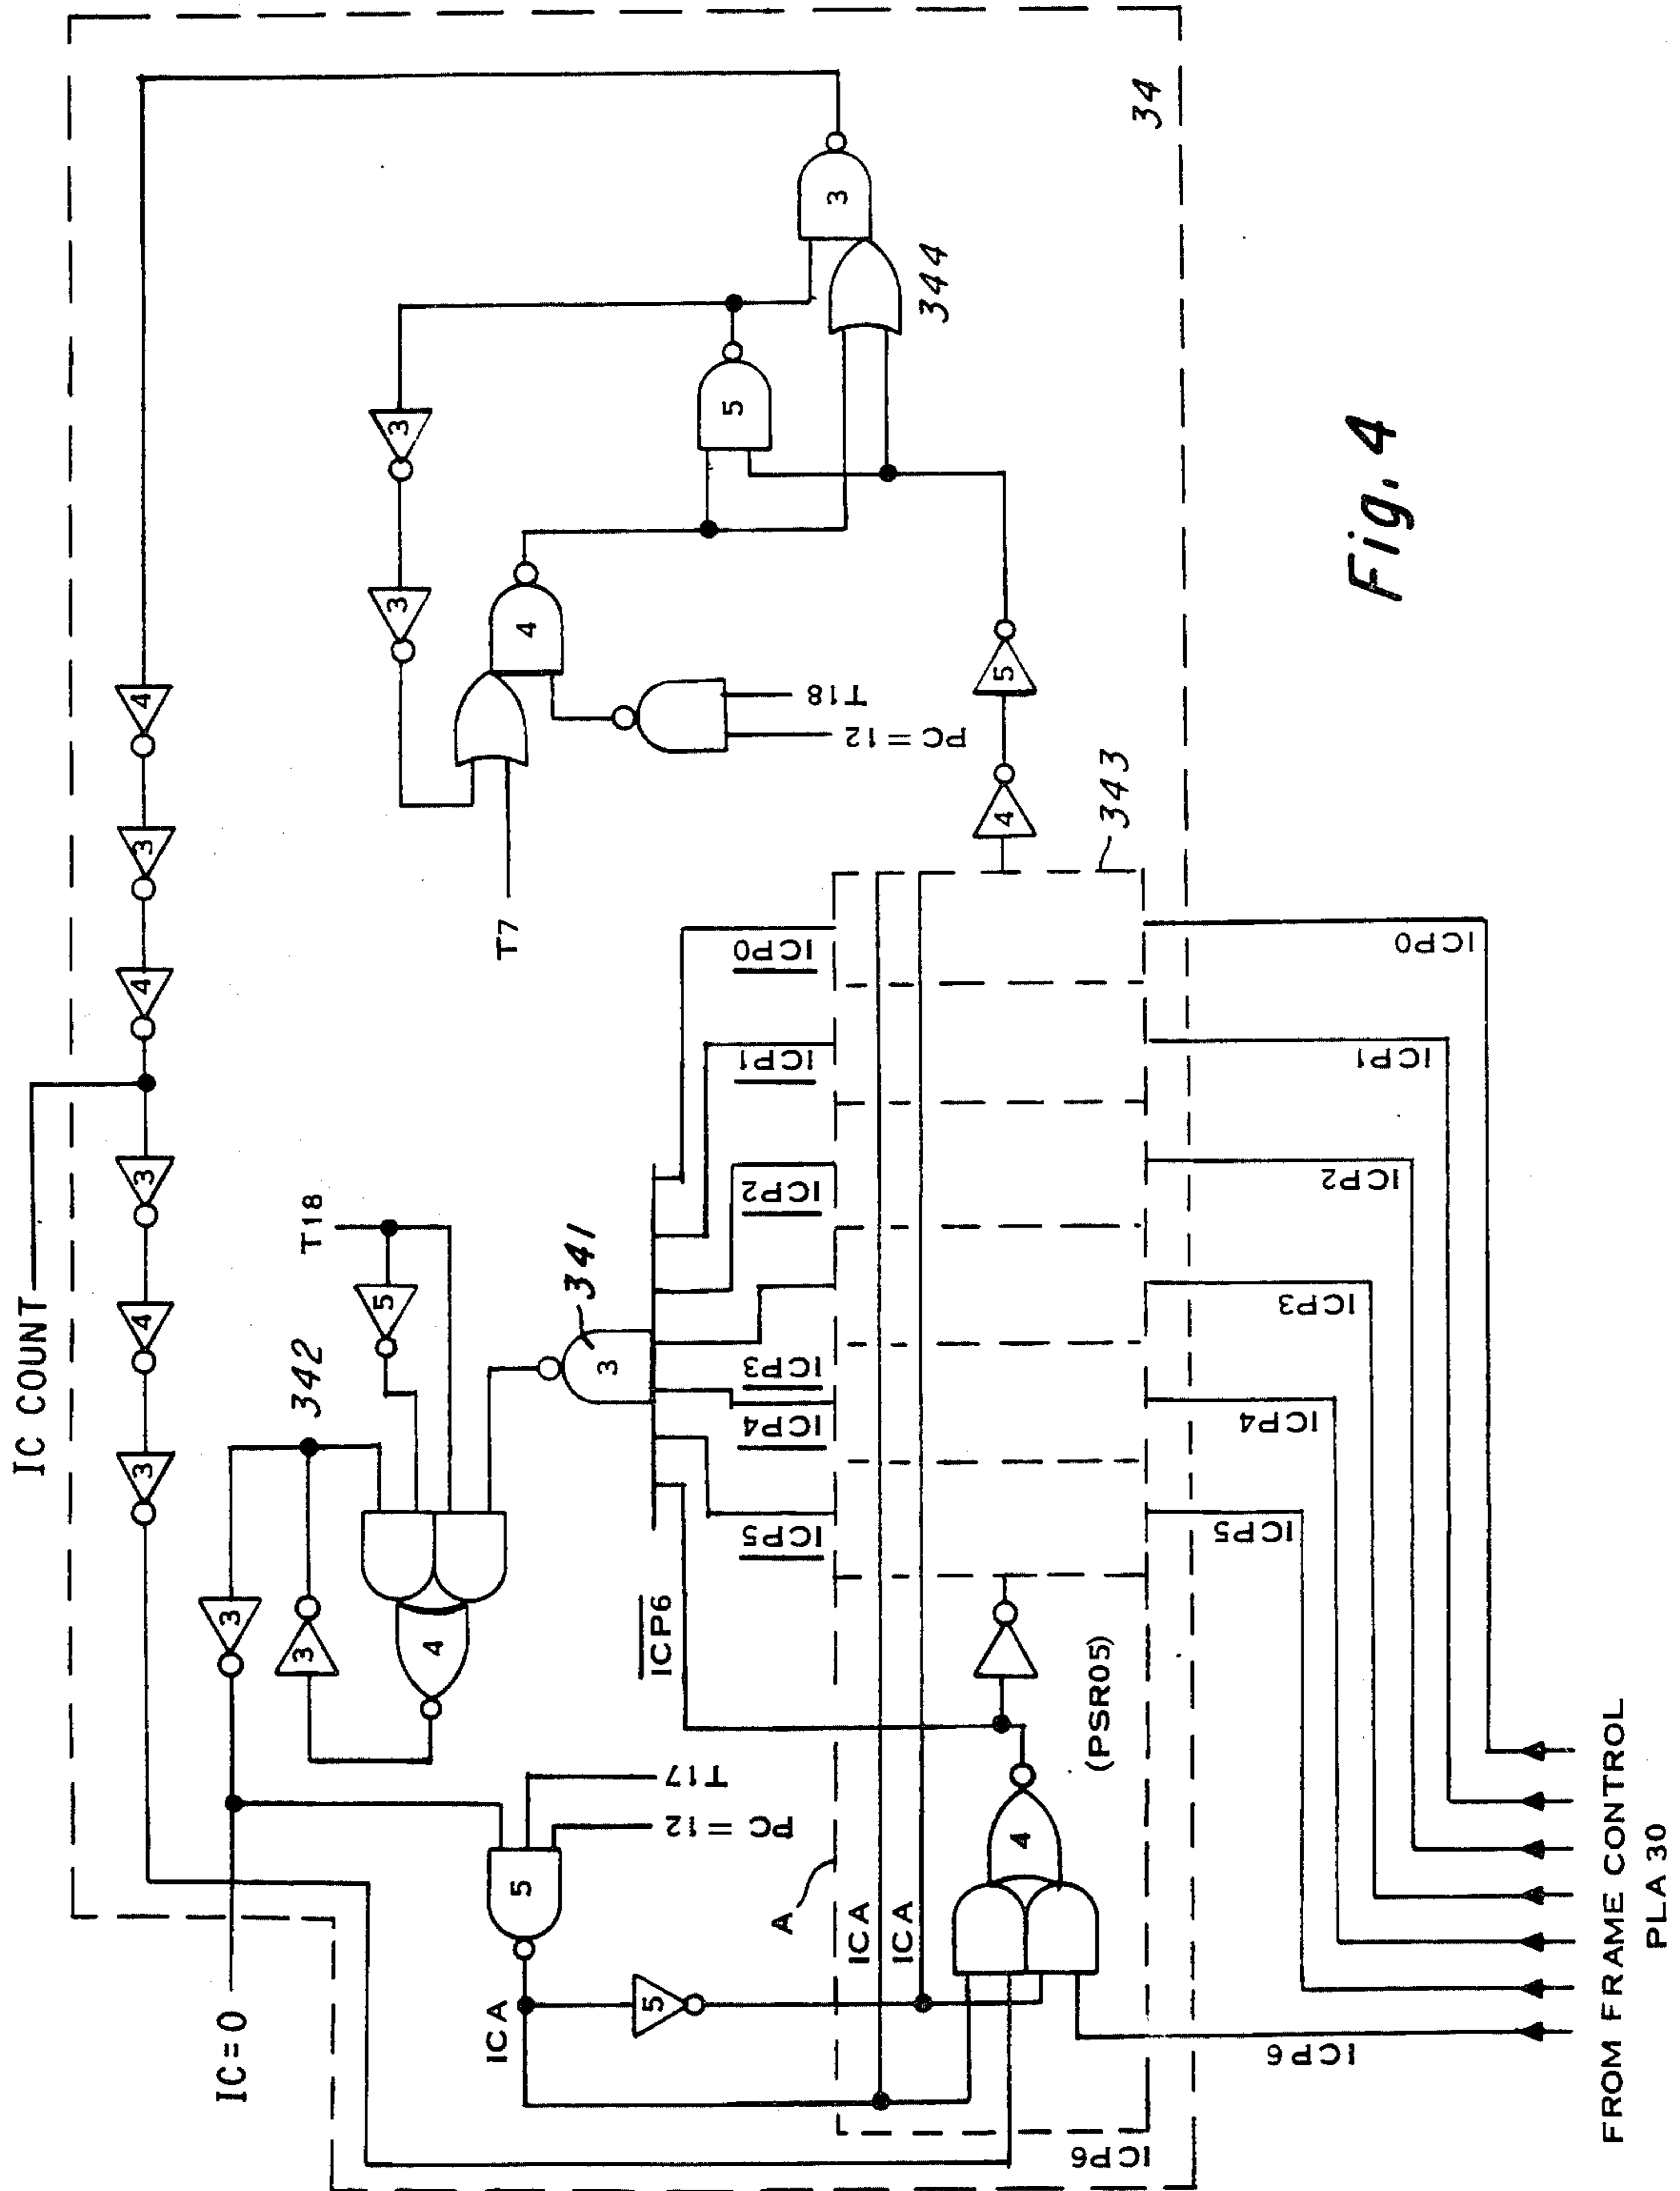 IC COUNT
34
3
344
3
5
3
4
T18
PC = 12
5
4
343
T7
4
3
4
3
4
3
T18
5
342
3
3
4
341
3
ICP0
ICP1
ICP2
ICP3
ICP4
ICP5
ICP6
IC = 0
T17
PC = 12
5
5
ICA
A
ICA
ICA
4
(PSR05)
ICP6
ICP0
ICP1
ICP2
ICP3
ICP4
ICP5
ICP6
FROM FRAME CONTROL
PLA 30
Fig. 4